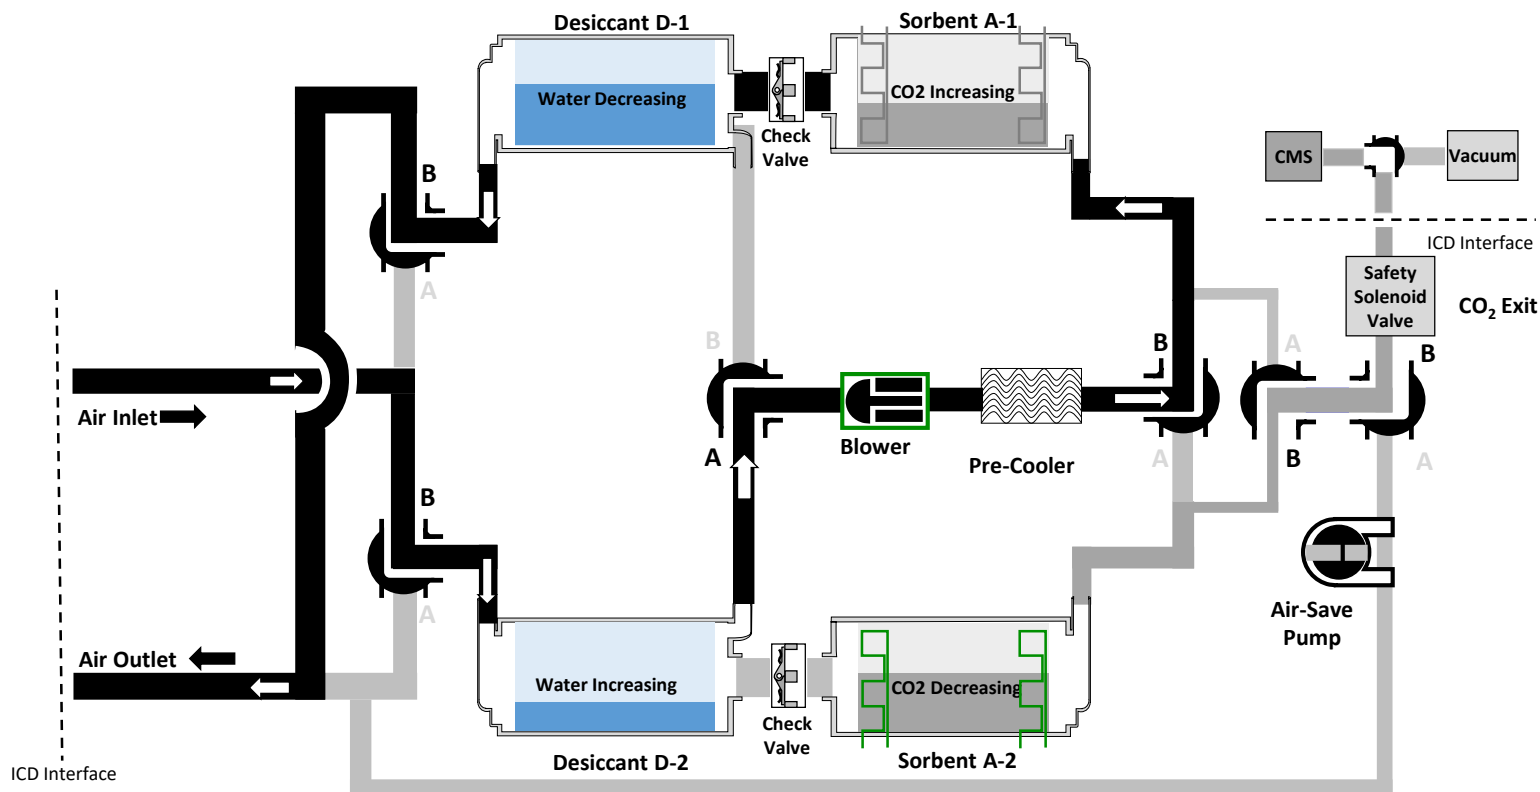 Desiccant D-1
Sorbent A-1
Water Decreasing
CO2 Increasing
Check
Valve
CMS
Vacuum
ICD Interface
B
A
Safety
Solenoid
Valve
CO₂ Exit
B
B
A
B
Air Inlet
A
Blower
Pre-Cooler
A
B
A
B
A
Air-Save
Pump
Air Outlet
Water Increasing
CO2 Decreasing
Check
Valve
Desiccant D-2
Sorbent A-2
ICD Interface